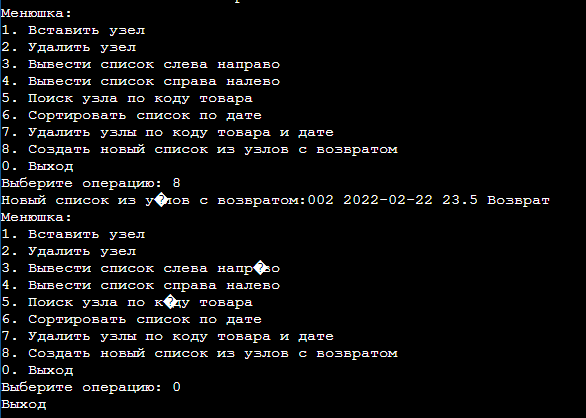 Менюшка:
1. Вставить узел
2. Удалить узел
3. Вывести список слева направо
4. Вывести список справа налево
5. Поиск узла по коду товара
6. Сортировать список по дате
7. Удалить узлы по коду товара и дате
8. Создать новый список из узлов с возвратом
0. Выход
Выберите операцию: 8
Новый список из у�лов с возвратом:002 2022-02-22 23.5 Возврат
Менюшка:
1. Вставить узел
2. Удалить узел
3. Вывести список слева напр�во
4. Вывести список справа налево
5. Поиск узла по к�ду товара
6. Сортировать список по дате
7. Удалить узлы по коду товара и дате
8. Создать новый список из узлов с возвратом
0. Выход
Выберите операцию: 0
Выход